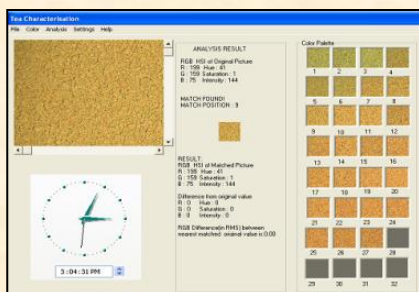 Tea Characterisation
File Color Analysis Settings Help
ANALYSIS RESULT
RGB HSI of Original Picture
R : 199 Hue : 41
G : 159 Saturation : 1
B : 75 Intensity : 144
MATCH FOUND!
MATCH POSITION : 9
RESULT:
RGB HSI of Matched Picture
R : 199 Hue : 41
G : 159 Saturation : 1
B : 75 Intensity : 144
Difference from original value
R : 0 Hue : 0
G : 0 Saturation : 0
B : 0 Intensity : 0
RGB Difference(in RMS) between
nearest matched original value is 0.00
3:04:31 PM
Color Palette
1 2 3 4
5 6 7 8
9 10 11 12
13 14 15 16
17 18 19 20
21 22 23 24
25 26 27 28
29 30 31 32